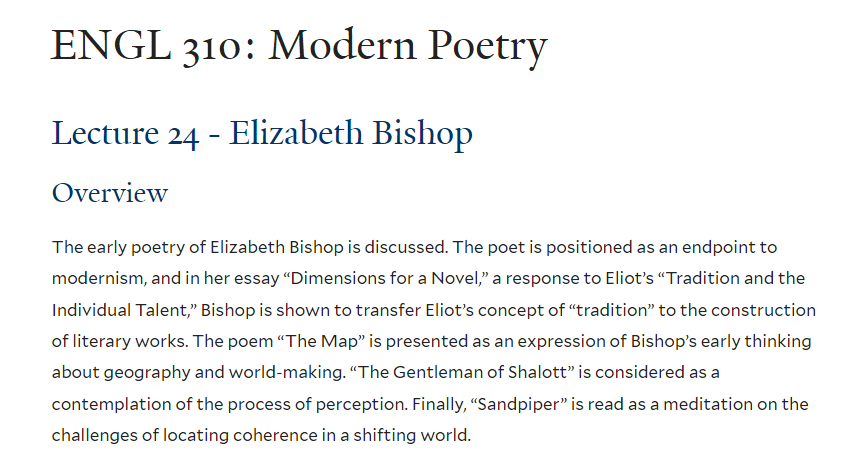 ENGL 310: Modern Poetry
Lecture 24 - Elizabeth Bishop
Overview
The early poetry of Elizabeth Bishop is discussed. The poet is positioned as an endpoint to
modernism, and in her essay “Dimensions for a Novel,” a response to Eliot’s “Tradition and the
Individual Talent,” Bishop is shown to transfer Eliot’s concept of “tradition” to the construction
of literary works. The poem “The Map” is presented as an expression of Bishop’s early thinking
about geography and world-making. “The Gentleman of Shalott” is considered as a
contemplation of the process of perception. Finally, “Sandpiper” is read as a meditation on the
challenges of locating coherence in a shifting world.